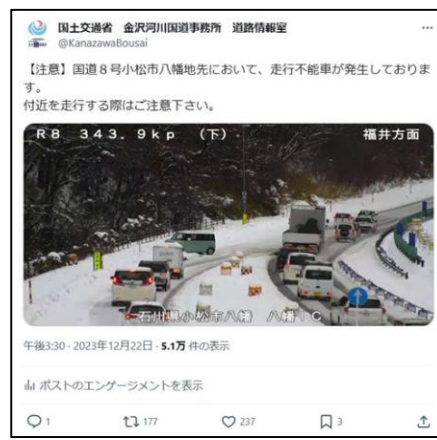 国土交通省 金沢河川国道事務所 道路情報室
@KanazawaBousai
【注意】国道8号小松市八幡地先において、走行不能車が発生しておりま
す。
付近を走行する際はご注意下さい。
R8 343.9kp (下) 福井方面
石川県小松市八幡 八幡IC
午後3:30・2023年12月22日・5.1万 件の表示
ポストのエンゲージメントを表示
1 177 237 3